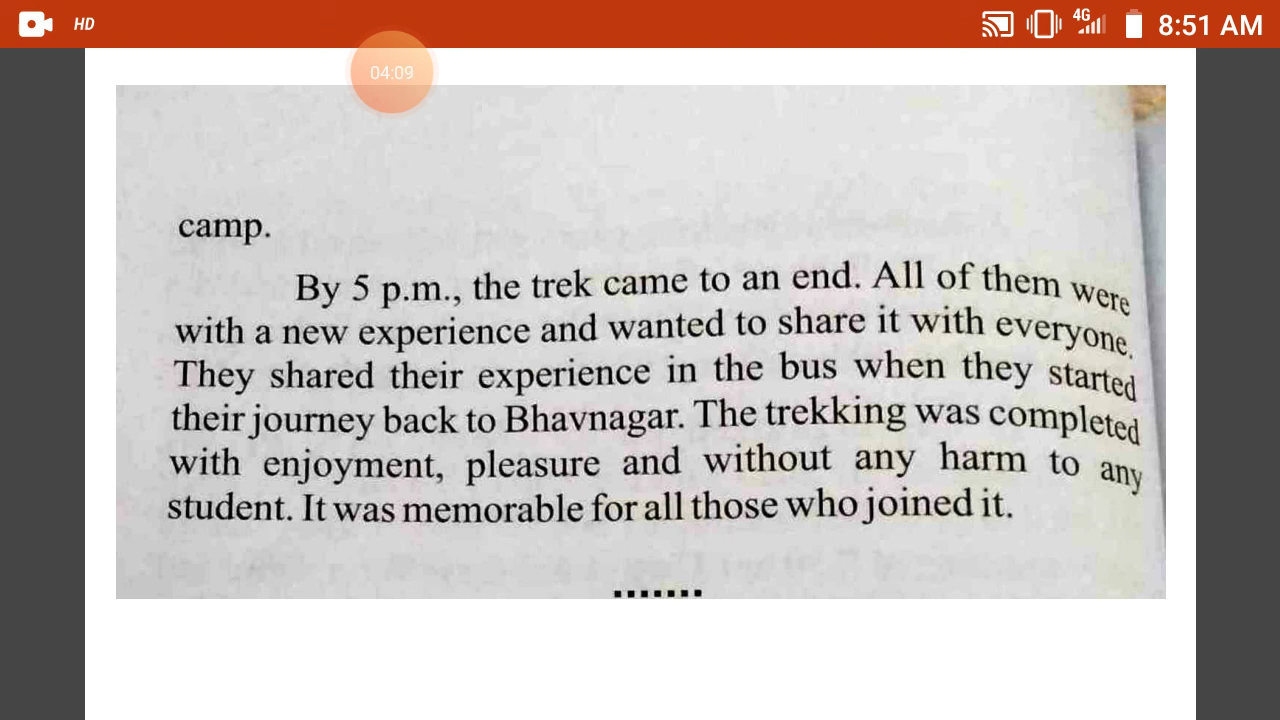 HD
4G
8:51 AM
04:09
camp.
By 5 p.m., the trek came to an end. All of them were
with a new experience and wanted to share it with everyone.
They shared their experience in the bus when they started
their journey back to Bhavnagar. The trekking was completed
with enjoyment, pleasure and without any harm to any
student. It was memorable for all those who joined it.
.......